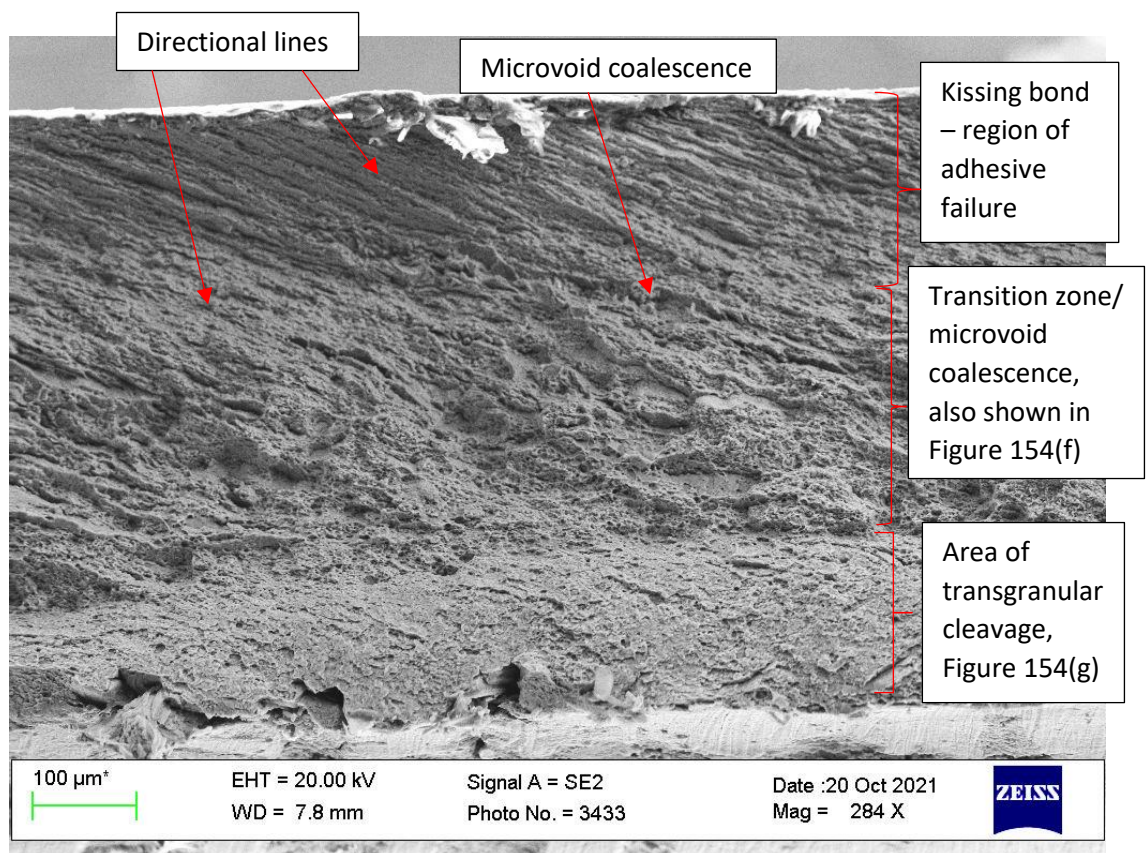 Directional lines
Microvoid coalescence
Kissing bond
– region of
adhesive
failure
Transition zone/
microvoid
coalescence,
also shown in
Figure 154(f)
Area of
transgranular
cleavage,
Figure 154(g)
100 µm*
EHT = 20.00 kV
WD = 7.8 mm
Signal A = SE2
Photo No. = 3433
Date :20 Oct 2021
Mag = 284 X
ZEISS